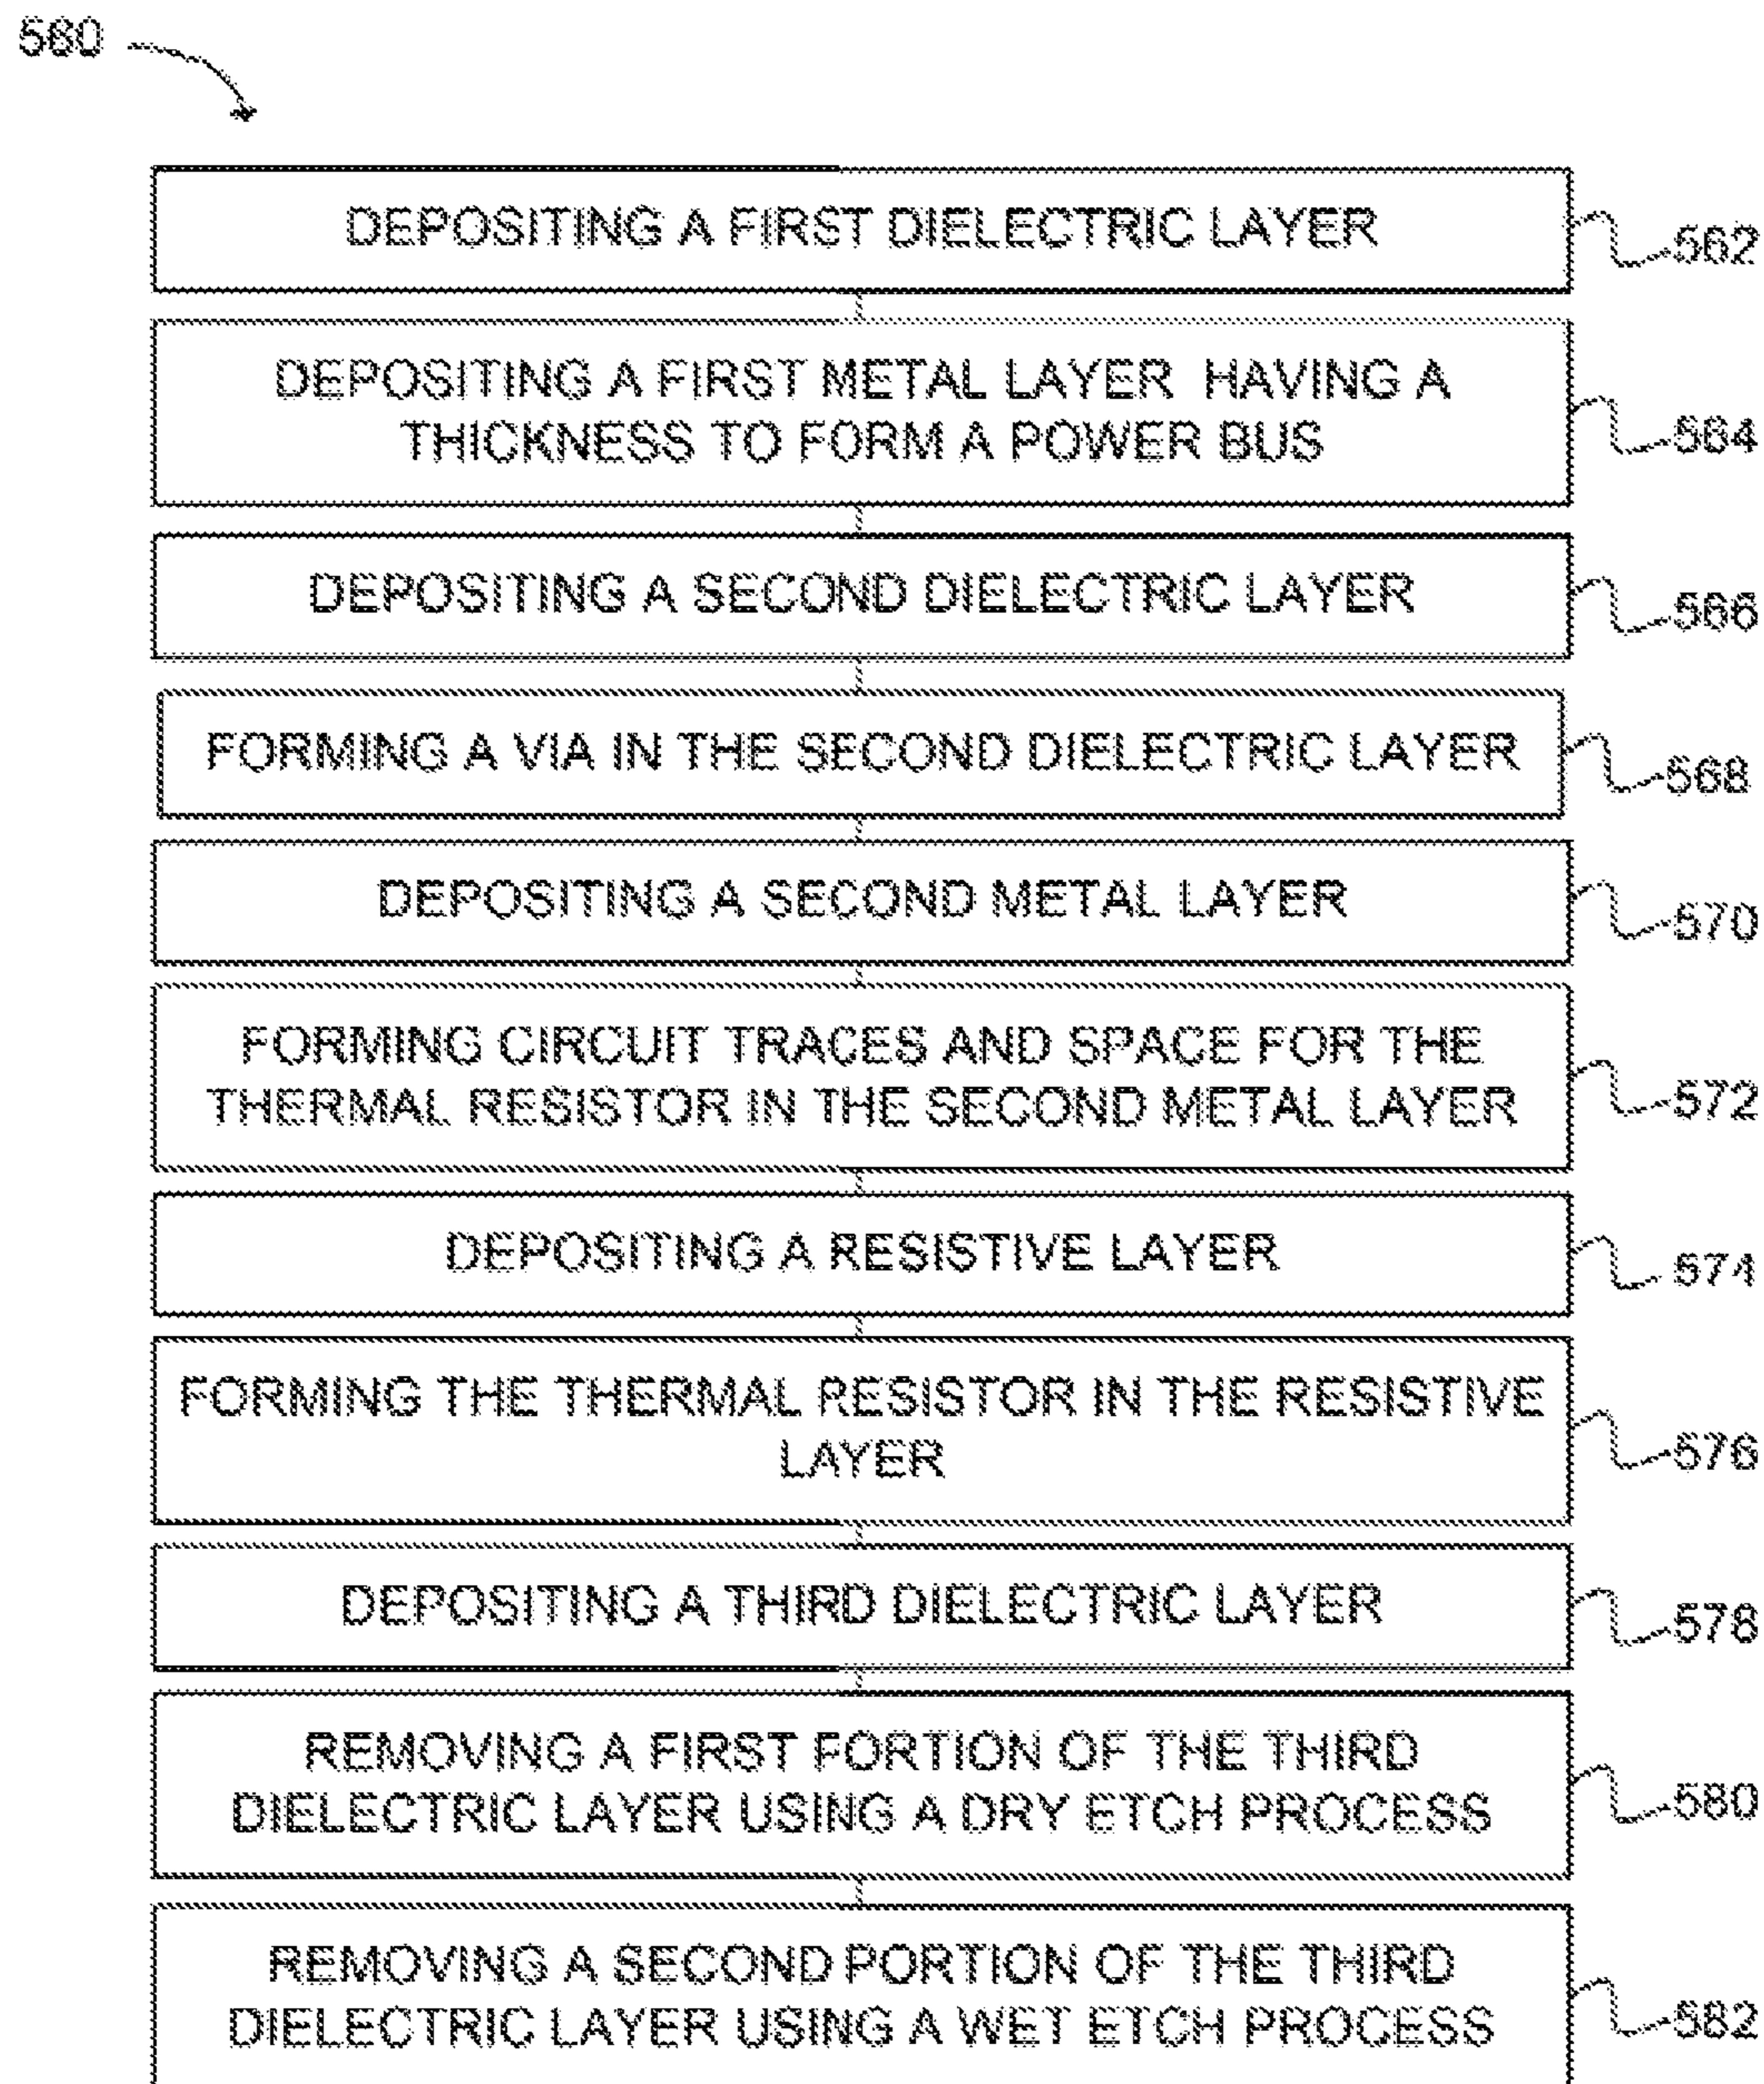 560
DEPOSITING A FIRST DIELECTRIC LAYER
562
DEPOSITING A FIRST METAL LAYER HAVING A
THICKNESS TO FORM A POWER BUS
564
DEPOSITING A SECOND DIELECTRIC LAYER
566
FORMING A VIA IN THE SECOND DIELECTRIC LAYER
568
DEPOSITING A SECOND METAL LAYER
570
FORMING CIRCUIT TRACES AND SPACE FOR THE
THERMAL RESISTOR IN THE SECOND METAL LAYER
572
DEPOSITING A RESISTIVE LAYER
574
FORMING THE THERMAL RESISTOR IN THE RESISTIVE
LAYER
576
DEPOSITING A THIRD DIELECTRIC LAYER
578
REMOVING A FIRST PORTION OF THE THIRD
DIELECTRIC LAYER USING A DRY ETCH PROCESS
580
REMOVING A SECOND PORTION OF THE THIRD
DIELECTRIC LAYER USING A WET ETCH PROCESS
582